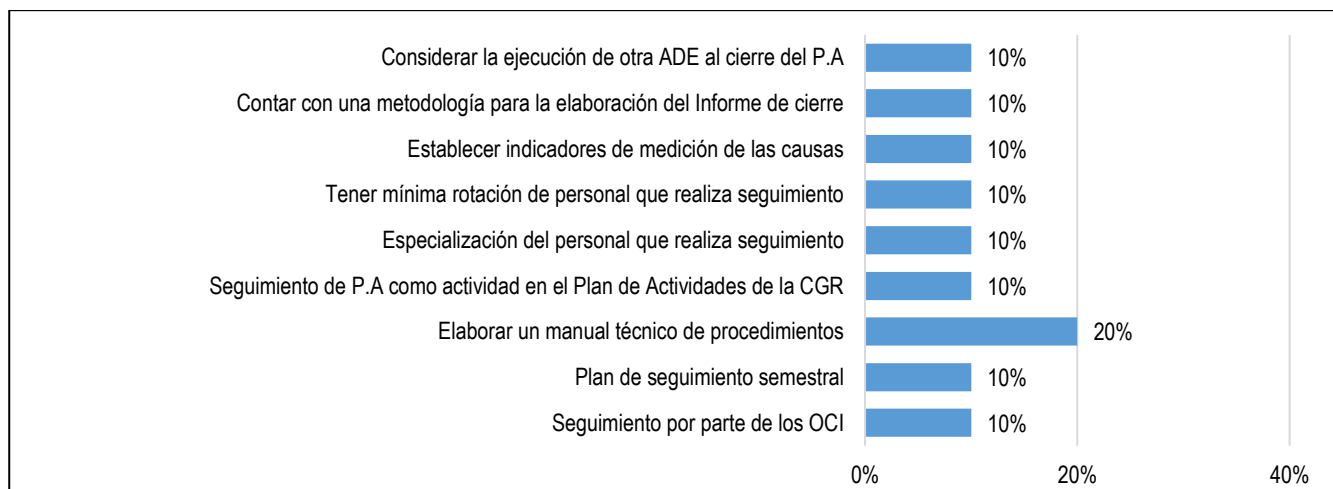 Considerar la ejecución de otra ADE al cierre del P.A 10%
Contar con una metodología para la elaboración del Informe de cierre 10%
Establecer indicadores de medición de las causas 10%
Tener mínima rotación de personal que realiza seguimiento 10%
Especialización del personal que realiza seguimiento 10%
Seguimiento de P.A como actividad en el Plan de Actividades de la CGR 10%
Elaborar un manual técnico de procedimientos 20%
Plan de seguimiento semestral 10%
Seguimiento por parte de los OCI 10%
0% 20% 40%